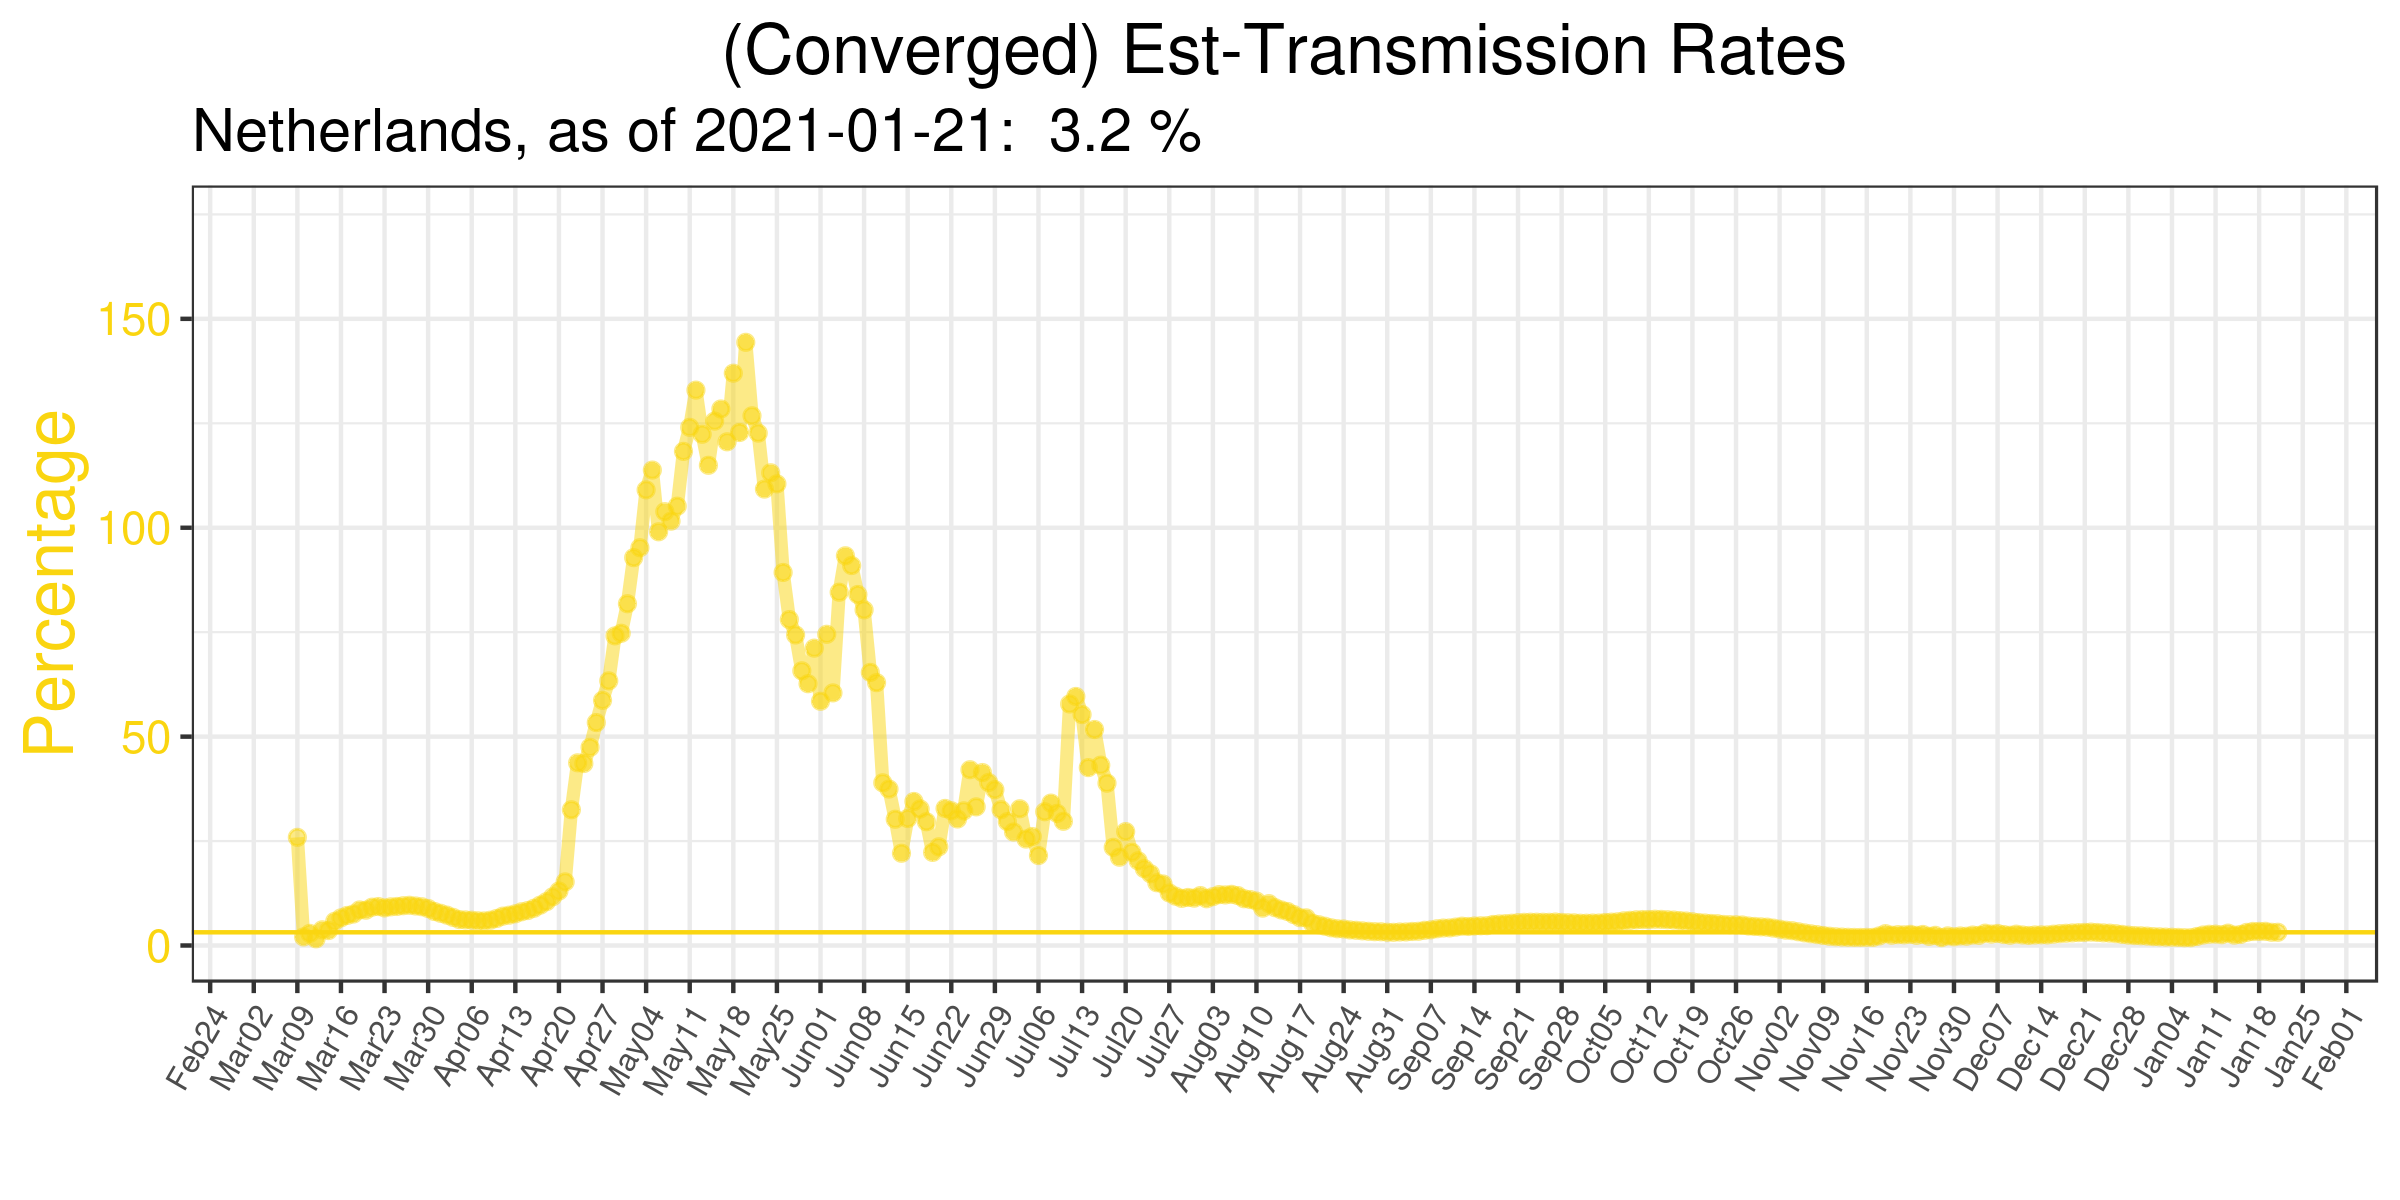 (Converged) Est-Transmission Rates
Netherlands, as of 2021-01-21:  3.2 %
Percentage
150
100
50
0
Feb24
Mar02
Mar09
Mar16
Mar23
Mar30
Apr06
Apr13
Apr20
Apr27
May04
May11
May18
May25
Jun01
Jun08
Jun15
Jun22
Jun29
Jul06
Jul13
Jul20
Jul27
Aug03
Aug10
Aug17
Aug24
Aug31
Sep07
Sep14
Sep21
Sep28
Oct05
Oct12
Oct19
Oct26
Nov02
Nov09
Nov16
Nov23
Nov30
Dec07
Dec14
Dec21
Dec28
Jan04
Jan11
Jan18
Jan25
Feb01